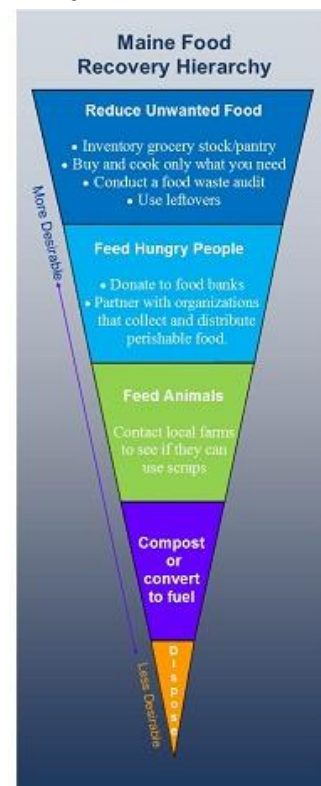 Maine Food
Recovery Hierarchy
Reduce Unwanted Food
• Inventory grocery stock/pantry
• Buy and cook only what you need
• Conduct a food waste audit
• Use leftovers
More Desirable
Feed Hungry People
• Donate to food banks
• Partner with organizations
that collect and distribute
perishable food.
Feed Animals
Contact local farms
to see if they can
use scraps
Compost
or
convert
to fuel
Less Desirable
Dispose